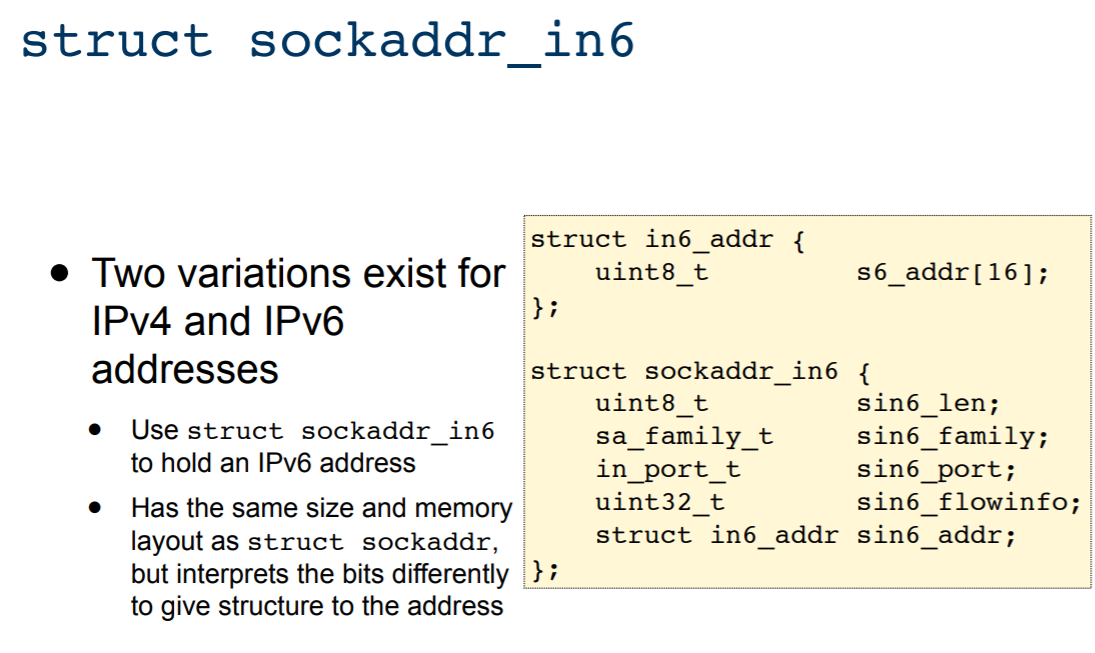 struct sockaddr_in6
• Two variations exist for
IPv4 and IPv6
addresses
• Use struct sockaddr_in6
to hold an IPv6 address
• Has the same size and memory
layout as struct sockaddr,
but interprets the bits differently
to give structure to the address
struct in6_addr {
    uint8_t         s6_addr[16];
};
struct sockaddr_in6 {
    uint8_t         sin6_len;
    sa_family_t     sin6_family;
    in_port_t       sin6_port;
    uint32_t        sin6_flowinfo;
    struct in6_addr sin6_addr;
};